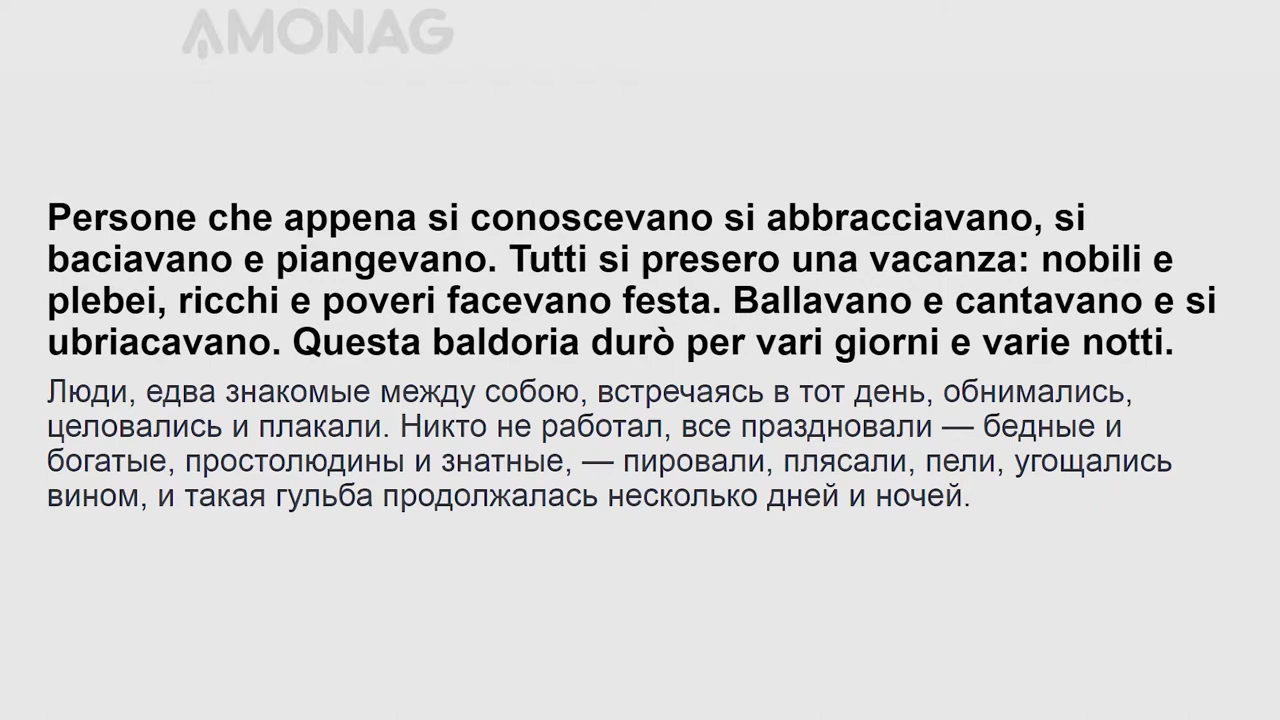 AMONAG
Persone che appena si conoscevano si abbracciavano, si
baciavano e piangevano. Tutti si presero una vacanza: nobili e
plebei, ricchi e poveri facevano festa. Ballavano e cantavano e si
ubriacavano. Questa baldoria durò per vari giorni e varie notti.
Люди, едва знакомые между собою, встречаясь в тот день, обнимались,
целовались и плакали. Никто не работал, все праздновали — бедные и
богатые, простолюдины и знатные, — пировали, плясали, пели, угощались
вином, и такая гульба продолжалась несколько дней и ночей.